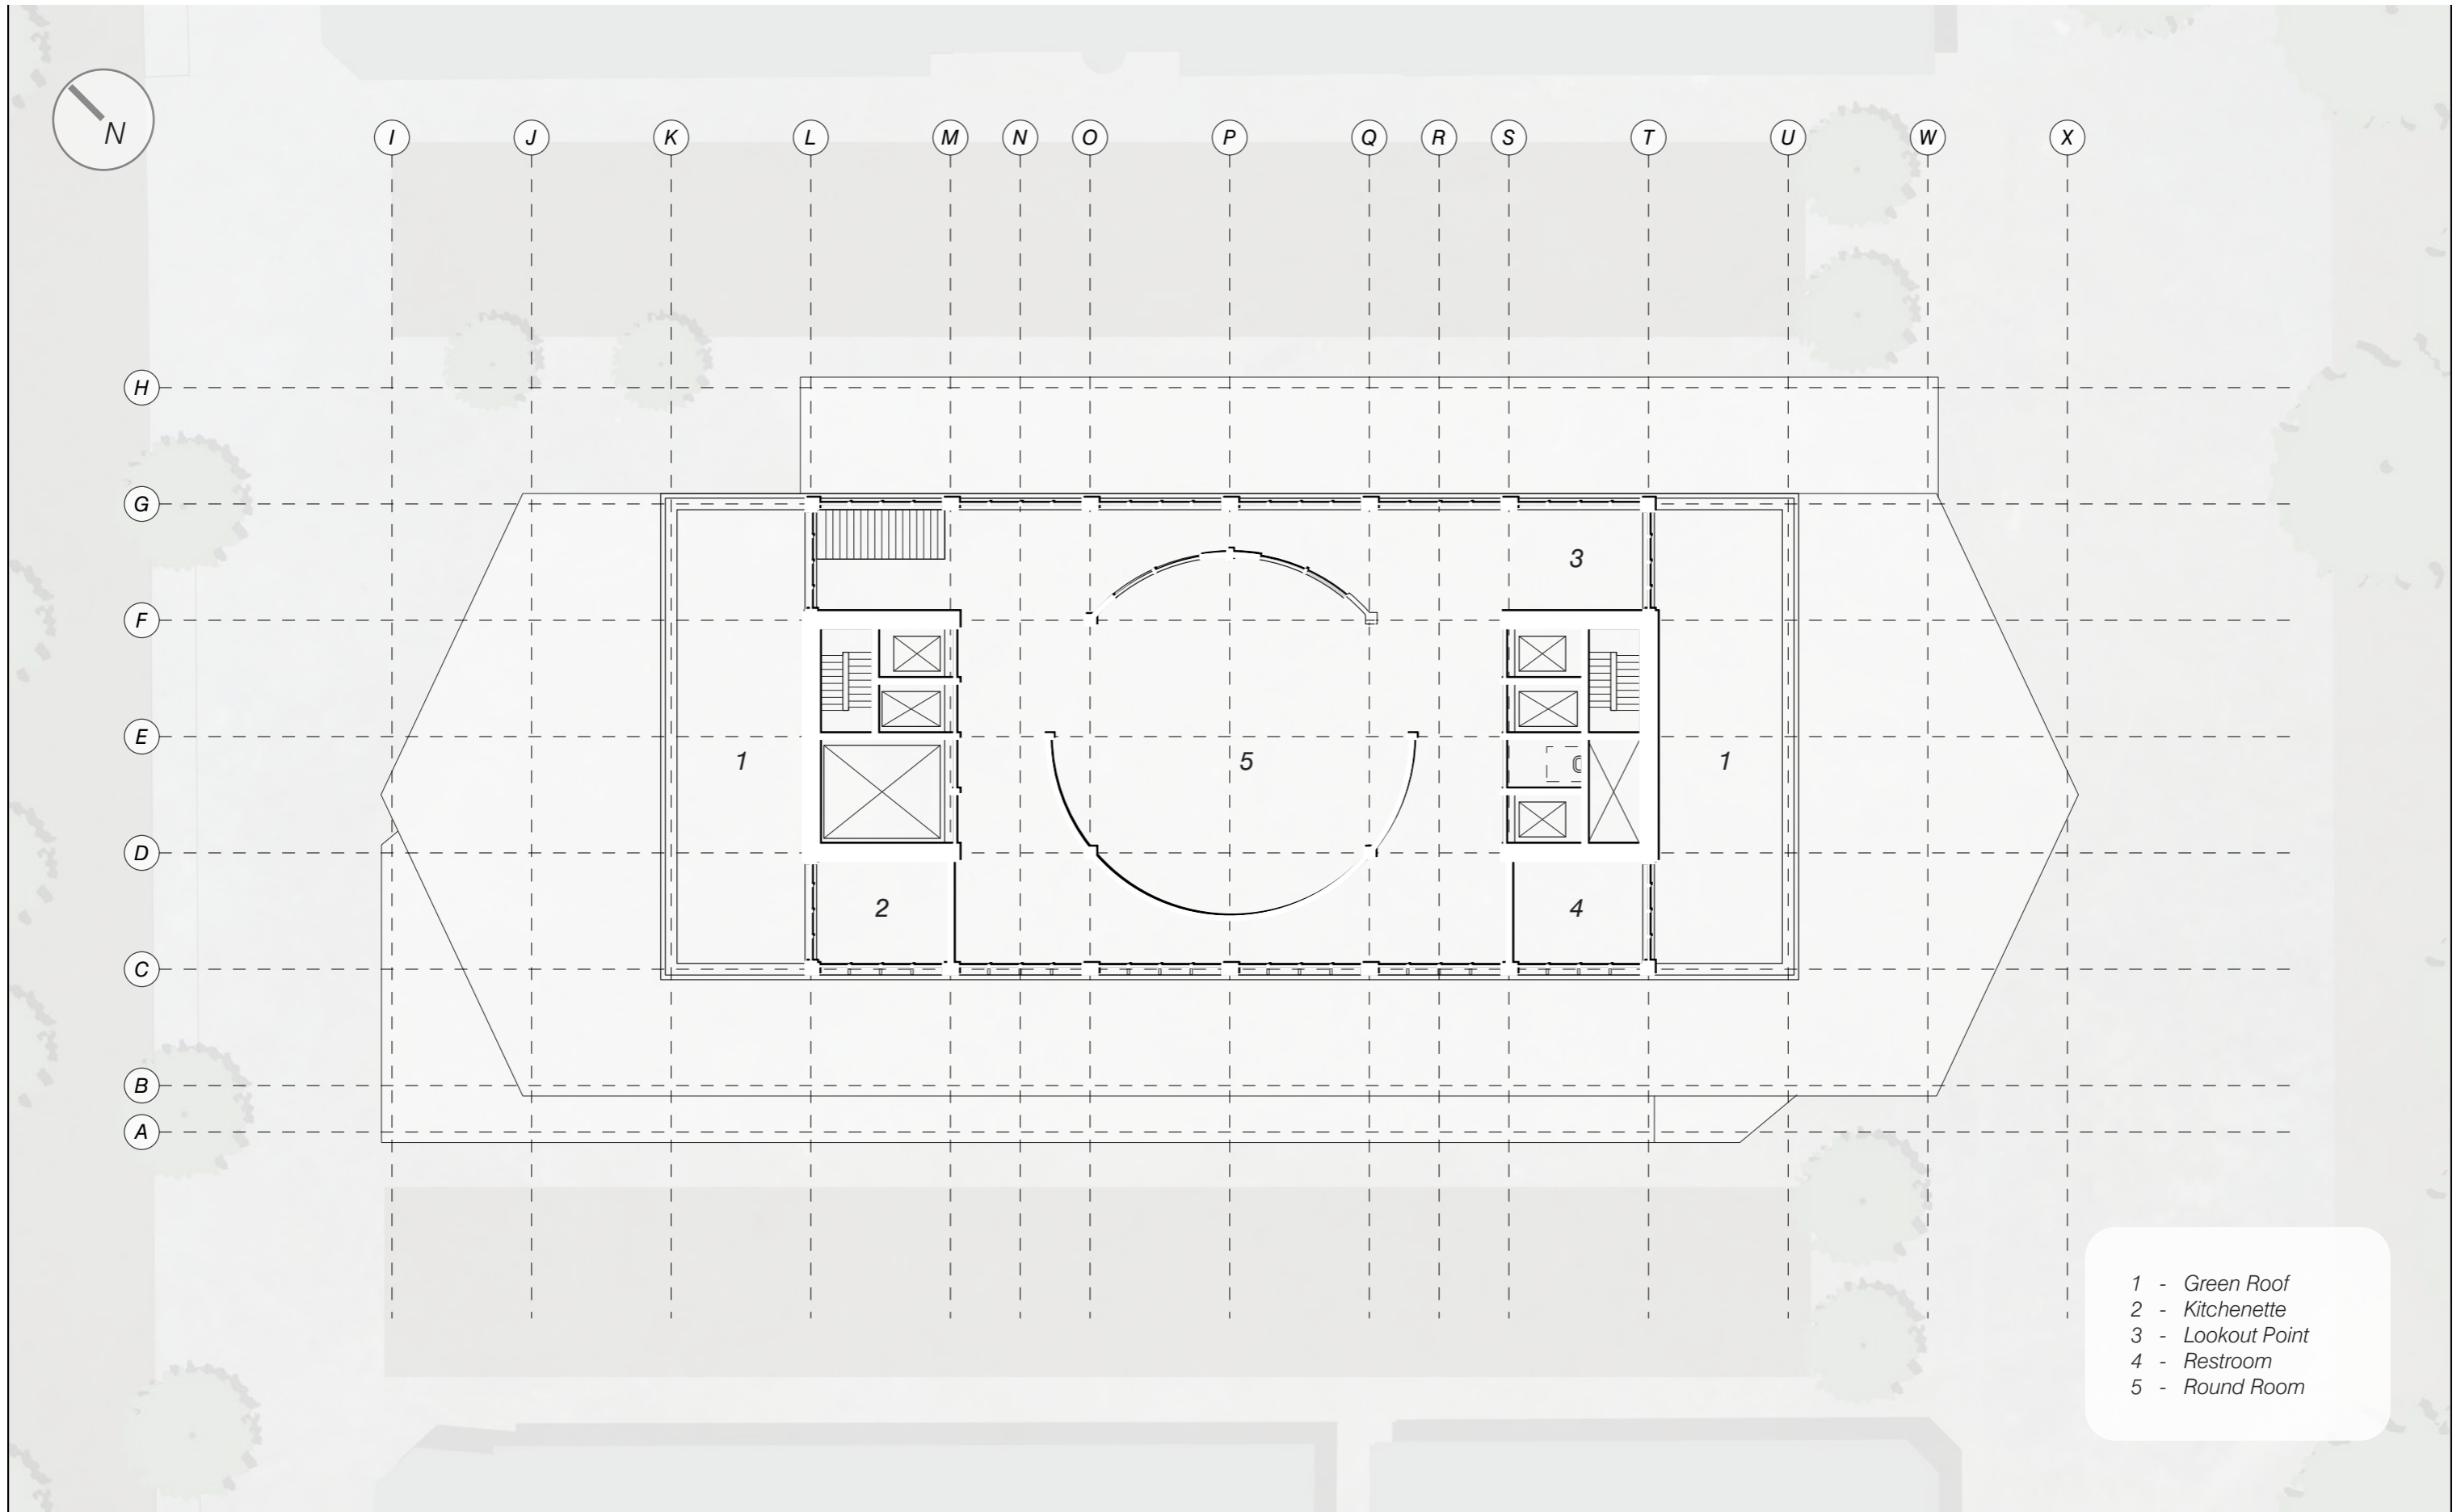 N
I J K L M N O P Q R S T U W X
H
G
3
F
E
1 5 1
D
2 4
C
B
A
1 - Green Roof
2 - Kitchenette
3 - Lookout Point
4 - Restroom
5 - Round Room